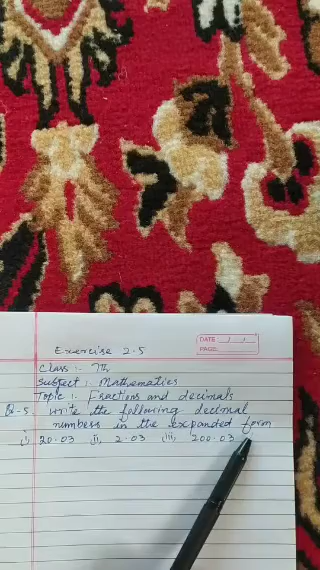 Exercise 2.5
DATE / /
PAGE
Class :- 7th
Subject :- Mathematics
Topic :- Fractions and decimals
Q-5. Write the following decimal
numbers in the expanded form
i) 20.03 ii, 2.03 iii, 200.03